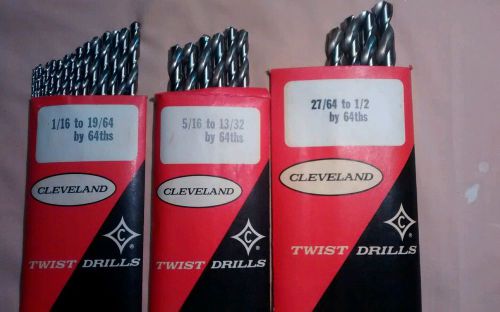 1/16 to 19/64
by 64ths
CLEVELAND
C
®
TWIST DRILLS
5/16 to 13/32
by 64ths
CLEVELAND
C
®
TWIST DRILLS
27/64 to 1/2
by 64ths
CLEVELAND
C
®
TWIST DRILLS